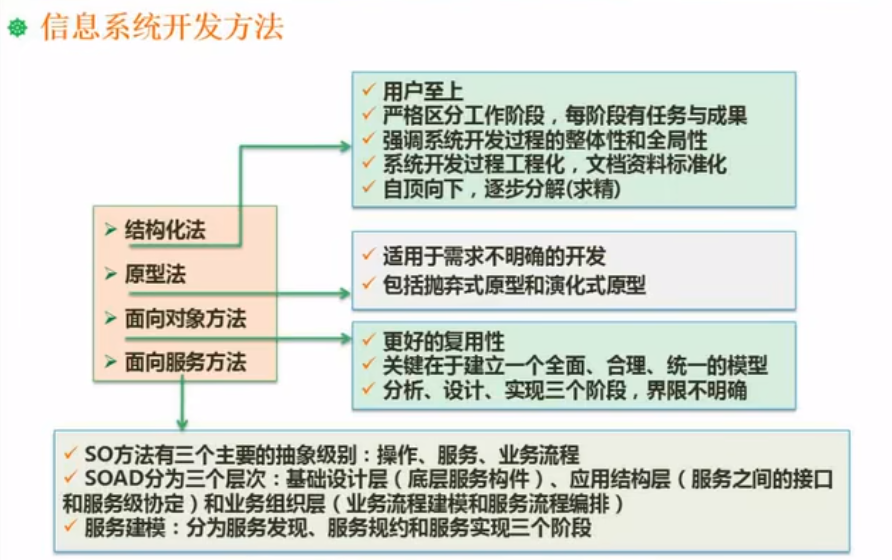 信息系统开发方法
用户至上
严格区分工作阶段，每阶段有任务与成果
强调系统开发过程的整体性和全局性
系统开发过程工程化，文档资料标准化
自顶向下，逐步分解(求精)
结构化法
原型法
面向对象方法
面向服务方法
适用于需求不明确的开发
包括抛弃式原型和演化式原型
更好的复用性
关键在于建立一个全面、合理、统一的模型
分析、设计、实现三个阶段，界限不明确
SO方法有三个主要的抽象级别：操作、服务、业务流程
SOAD分为三个层次：基础设计层（底层服务构件）、应用结构层（服务之间的接口
和服务级协定）和业务组织层（业务流程建模和服务流程编排）
服务建模：分为服务发现、服务规约和服务实现三个阶段